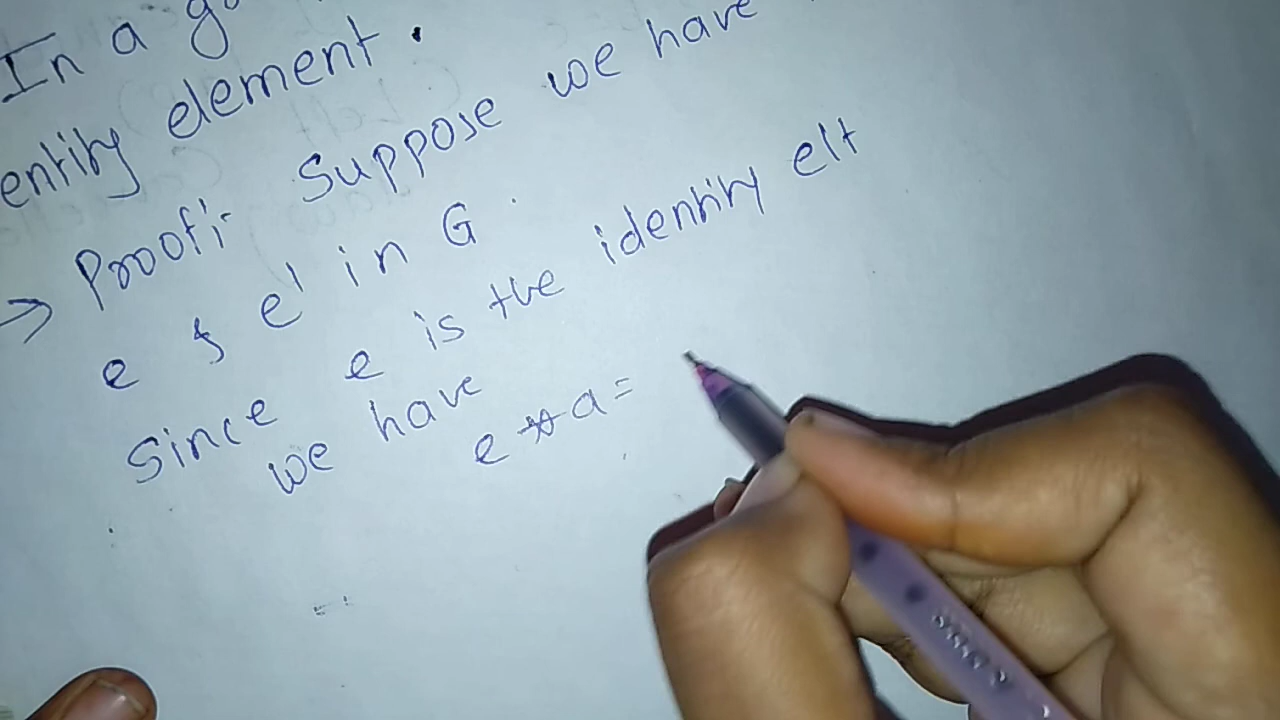 In a
entity element.
→ Proof:- Suppose we have
e & e' in G.
Since e is the identity elt
we have
e * a =